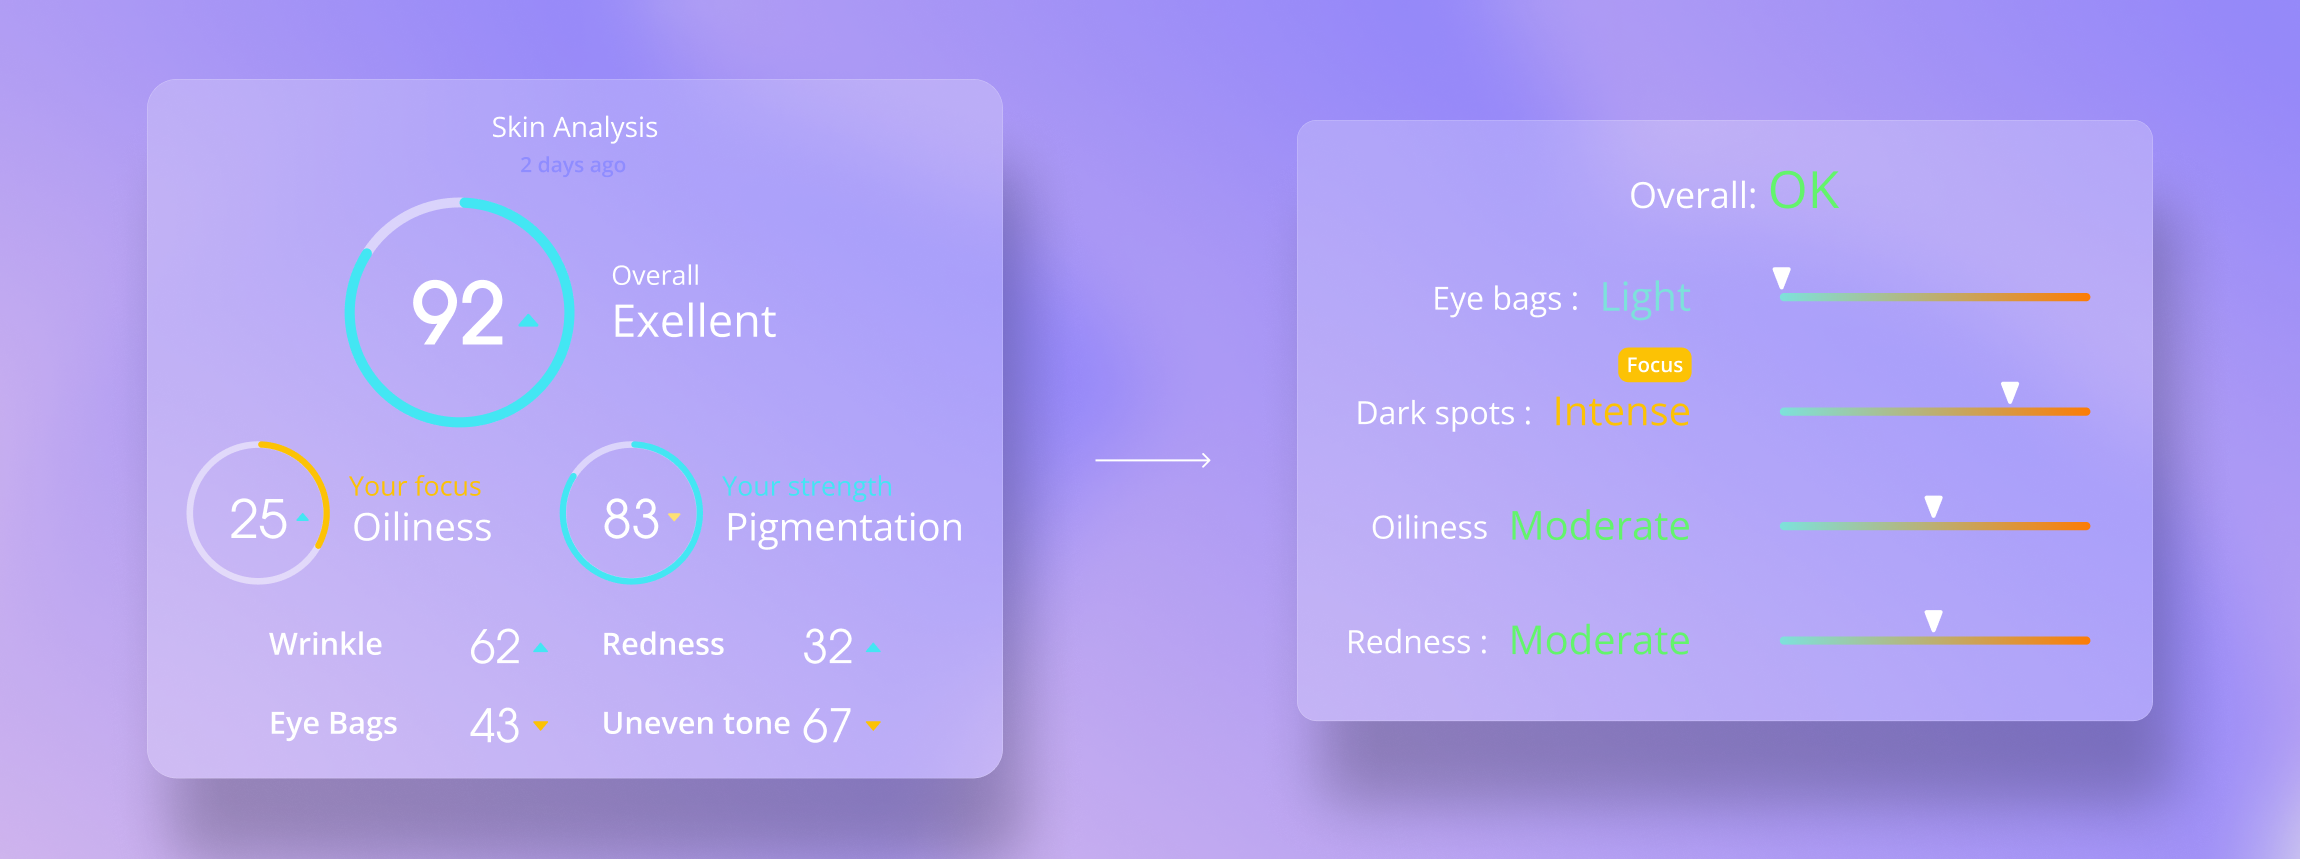 Skin Analysis
2 days ago
92
Overall
Exellent
25
Your focus
Oiliness
83
Your strength
Pigmentation
Wrinkle 62
Redness 32
Eye Bags 43
Uneven tone 67
Overall: OK
Eye bags : Light
Focus
Dark spots : Intense
Oiliness Moderate
Redness : Moderate